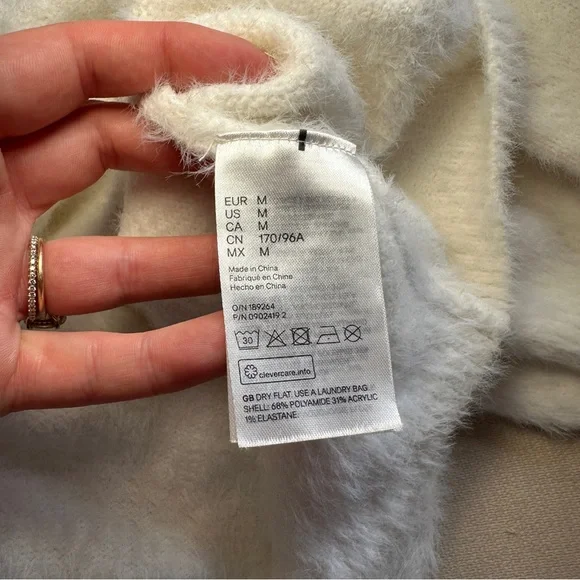 EUR M
US M
CA M
CN 170/96A
MX M
Made in China
Fabriqué en Chine
Hecho en China
O/N 189264
P/N 0902419 2
30
clevercare.info
GB DRY FLAT. USE A LAUNDRY BAG
SHELL: 68% POLYAMIDE 31% ACRYLIC
1% ELASTANE.